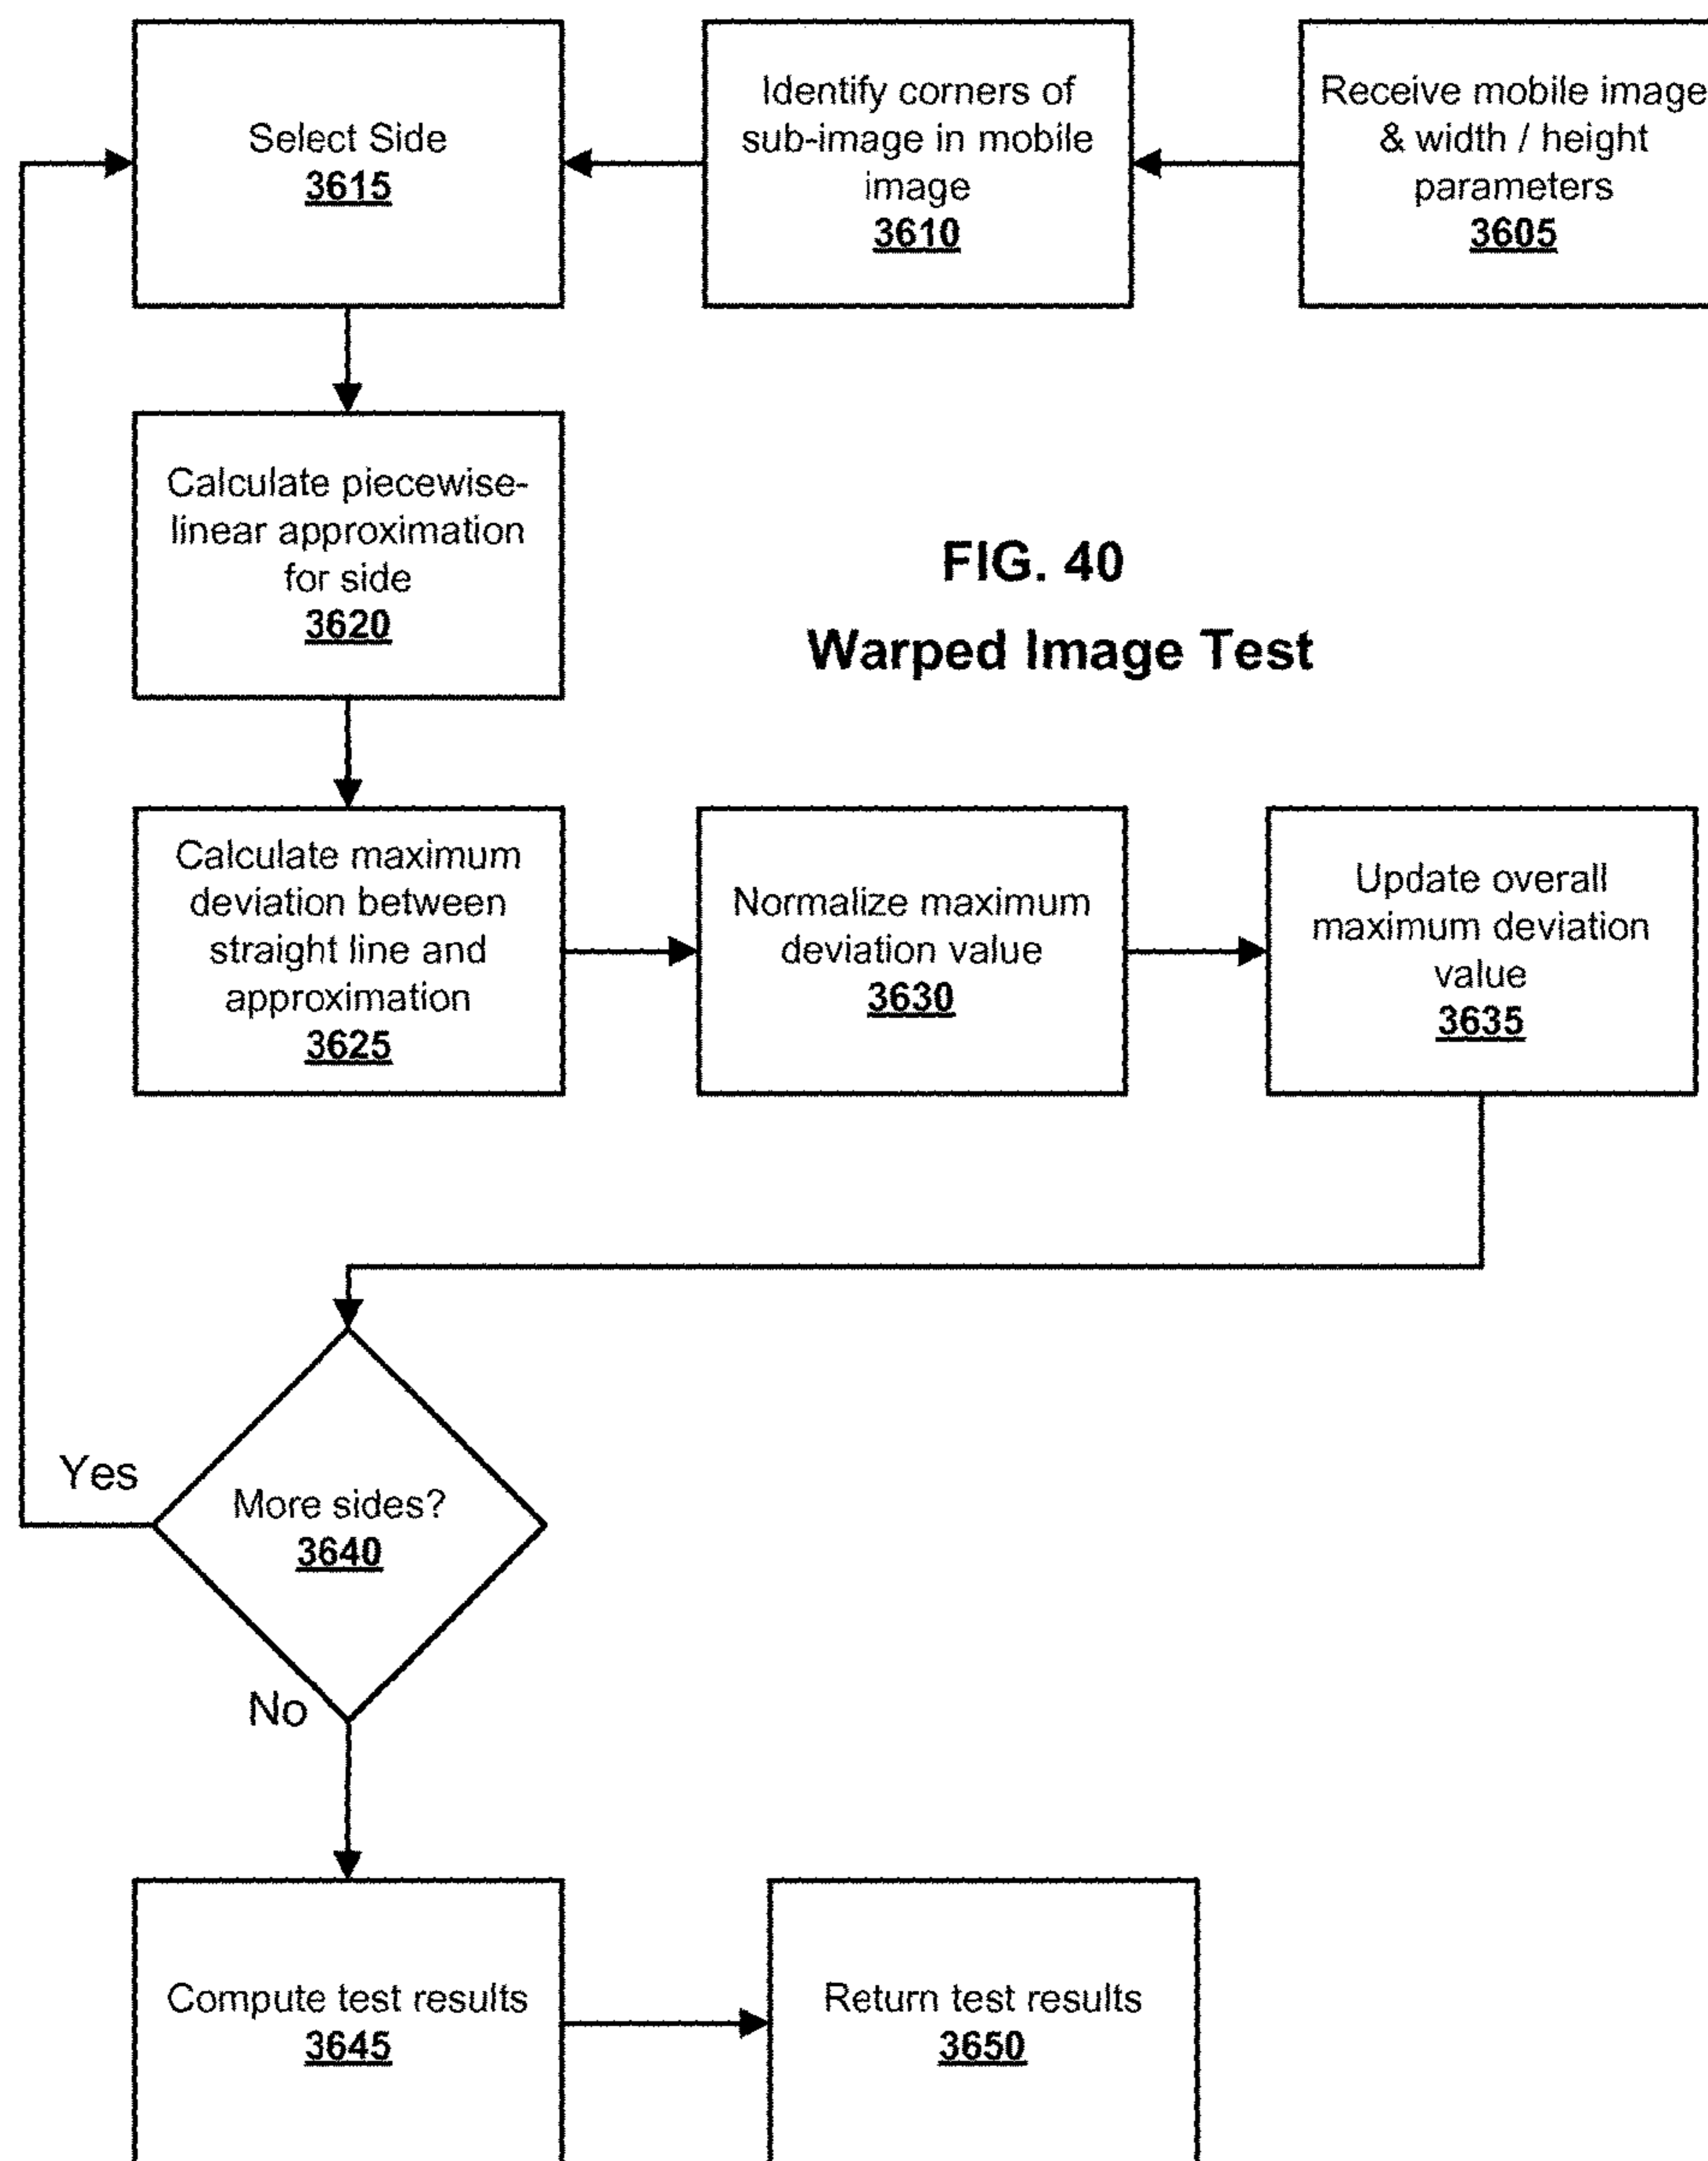 Select Side
3615
Identify corners of
sub-image in mobile
image
3610
Receive mobile image
& width / height
parameters
3605
Calculate piecewise-
linear approximation
for side
3620
FIG. 40
Warped Image Test
Calculate maximum
deviation between
straight line and
approximation
3625
Normalize maximum
deviation value
3630
Update overall
maximum deviation
value
3635
Yes
More sides?
3640
No
Compute test results
3645
Return test results
3650